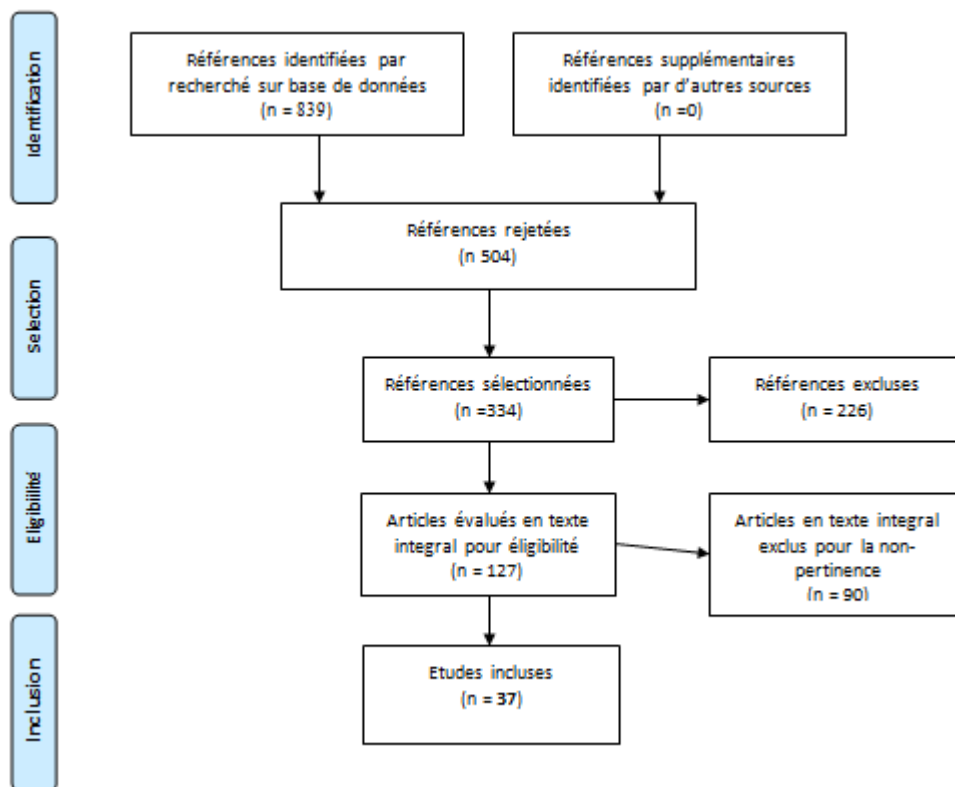 Identification
Références identifiées par
recherché sur base de données
(n = 839)
Références supplémentaires
identifiées par d'autres sources
(n =0)
Références rejetées
(n 504)
Selection
Références sélectionnées
(n =334)
Références excluses
(n = 226)
Eligibilité
Articles évalués en texte
integral pour éligibilité
(n = 127)
Articles en texte integral
exclus pour la non-
pertinence
(n = 90)
Inclusion
Etudes incluses
(n = 37)